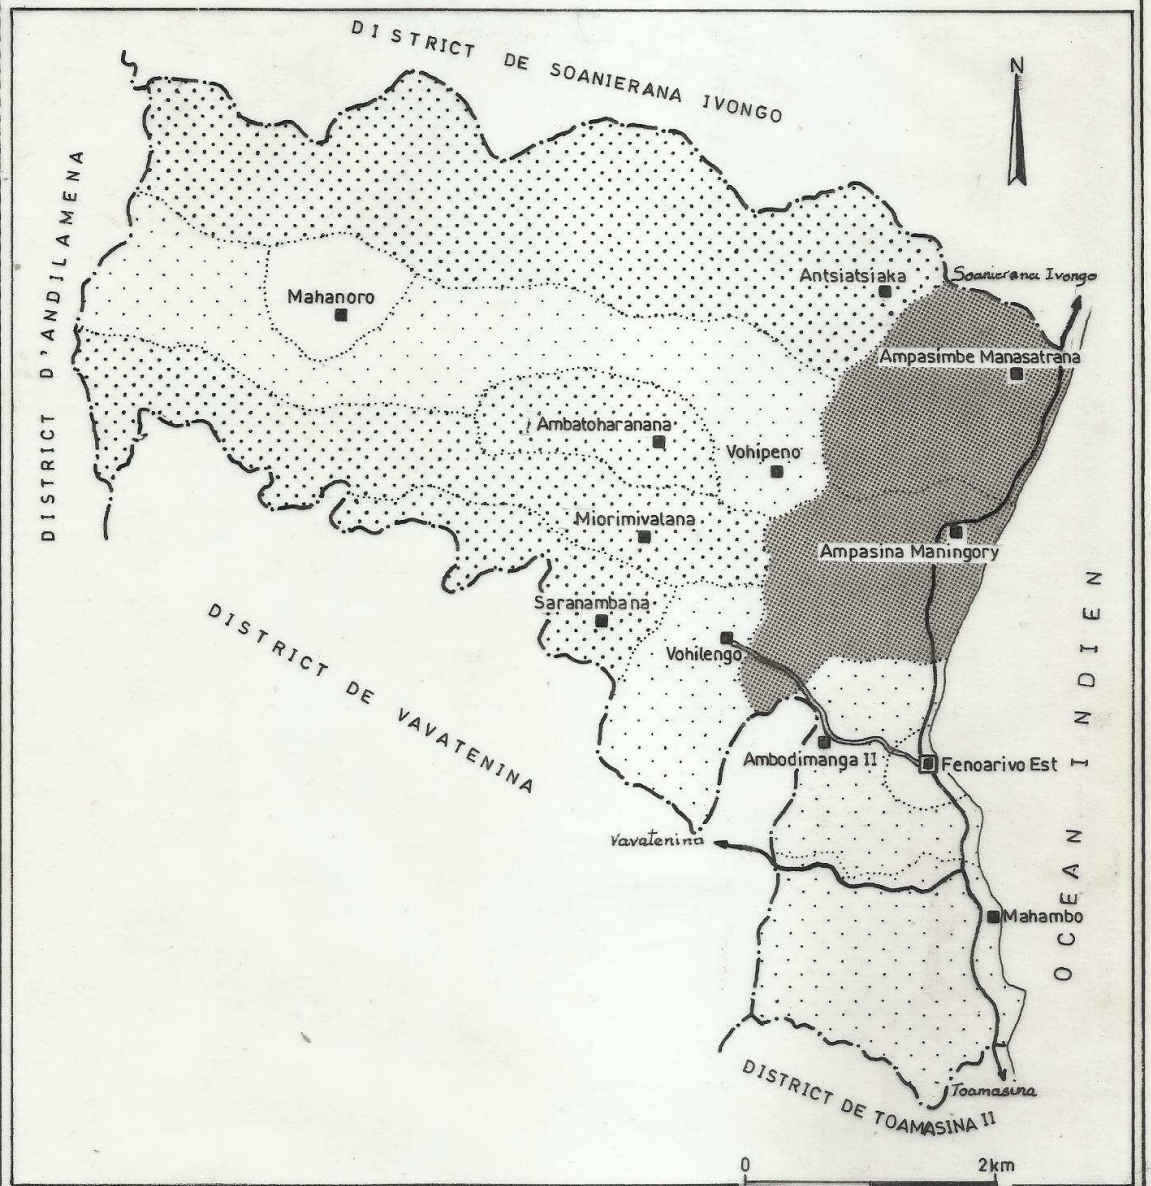 DISTRICT DE SOANIERANA IVONGO
N
DISTRICT D'ANDILAMENA
Antsiatsiaka
Soanierana Ivongo
Mahanoro
Ampasimbe Manasatrana
Ambatoharanana
Vohipeno
Miorimivalana
Ampasina Maningory
Saranambana
Vohilengo
DISTRICT DE VAVATENINA
OCEAN INDIEN
Ambodimanga II
Fenoarivo Est
Vavatenina
Mahambo
Toamasina
DISTRICT DE TOAMASINA II
0 2km